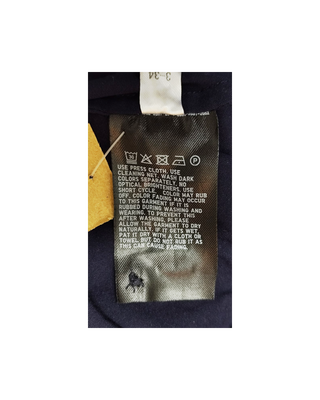 3-34
30 P
USE PRESS CLOTH. USE
CLEANING NET, WASH DARK
COLORS SEPARATELY, NO
OPTICAL BRIGHTENERS, USE
SHORT CYCLE. COLOR MAY RUB
OFF. COLOR FADING MAY OCCUR
TO THIS GARMENT IF IT IS
RUBBED DURING WASHING AND
WEARING, TO PREVENT THIS
AFTER WASHING, PLEASE
ALLOW THE GARMENT TO DRY
NATURALLY. IF IT GETS WET,
PAT IT DRY WITH A CLOTH OR
TOWEL BUT DO NOT RUB IT AS
THIS CAN CAUSE FADING.